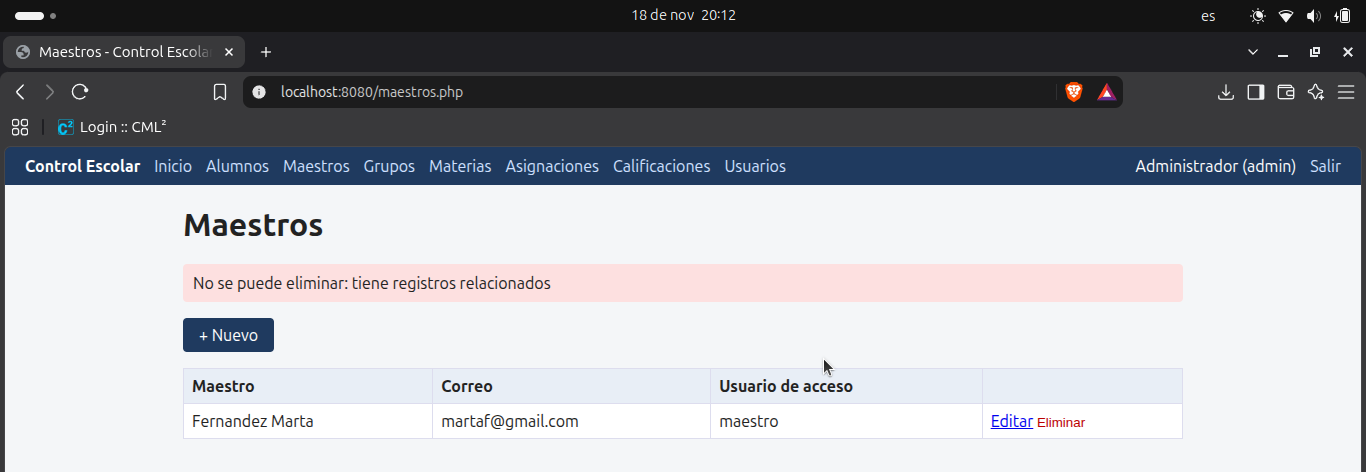 18 de nov 20:12
es
Maestros - Control Escola
localhost:8080/maestros.php
Login :: CML²
Control Escolar Inicio Alumnos Maestros Grupos Materias Asignaciones Calificaciones Usuarios Administrador (admin) Salir
Maestros
No se puede eliminar: tiene registros relacionados
+ Nuevo
Maestro Correo Usuario de acceso
Fernandez Marta martaf@gmail.com maestro Editar Eliminar